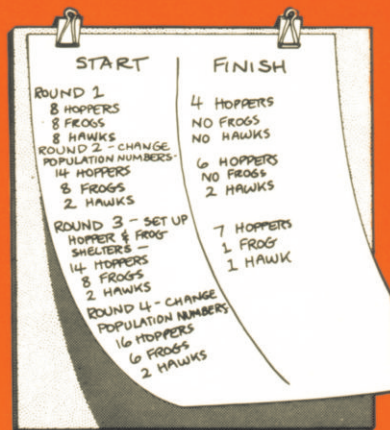 START
ROUND 1
8 HOPPERS
8 FROGS
8 HAWKS
ROUND 2 - CHANGE
POPULATION NUMBERS-
14 HOPPERS
8 FROGS
2 HAWKS
ROUND 3 - SET UP
HOPPER & FROG
SHELTERS -
14 HOPPERS
8 FROGS
2 HAWKS
ROUND 4 - CHANGE
POPULATION NUMBERS
16 HOPPERS
6 FROGS
2 HAWKS
FINISH
4 HOPPERS
NO FROGS
NO HAWKS
6 HOPPERS
NO FROGS
2 HAWKS
7 HOPPERS
1 FROG
1 HAWK